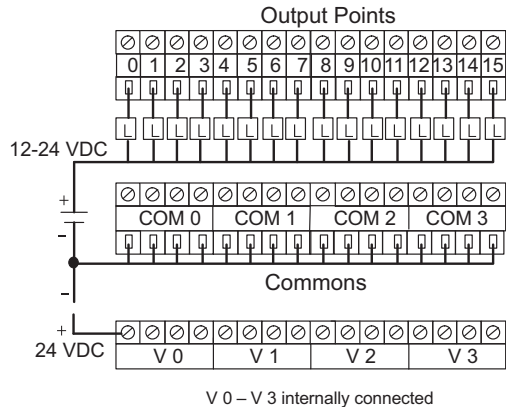 Output Points
0 1 2 3 4 5 6 7 8 9 10 11 12 13 14 15
L L L L L L L L L L L L L L L L
12-24 VDC
+
COM 0 COM 1 COM 2 COM 3
–
Commons
–
+
24 VDC
V 0 V 1 V 2 V 3
V 0 – V 3 internally connected